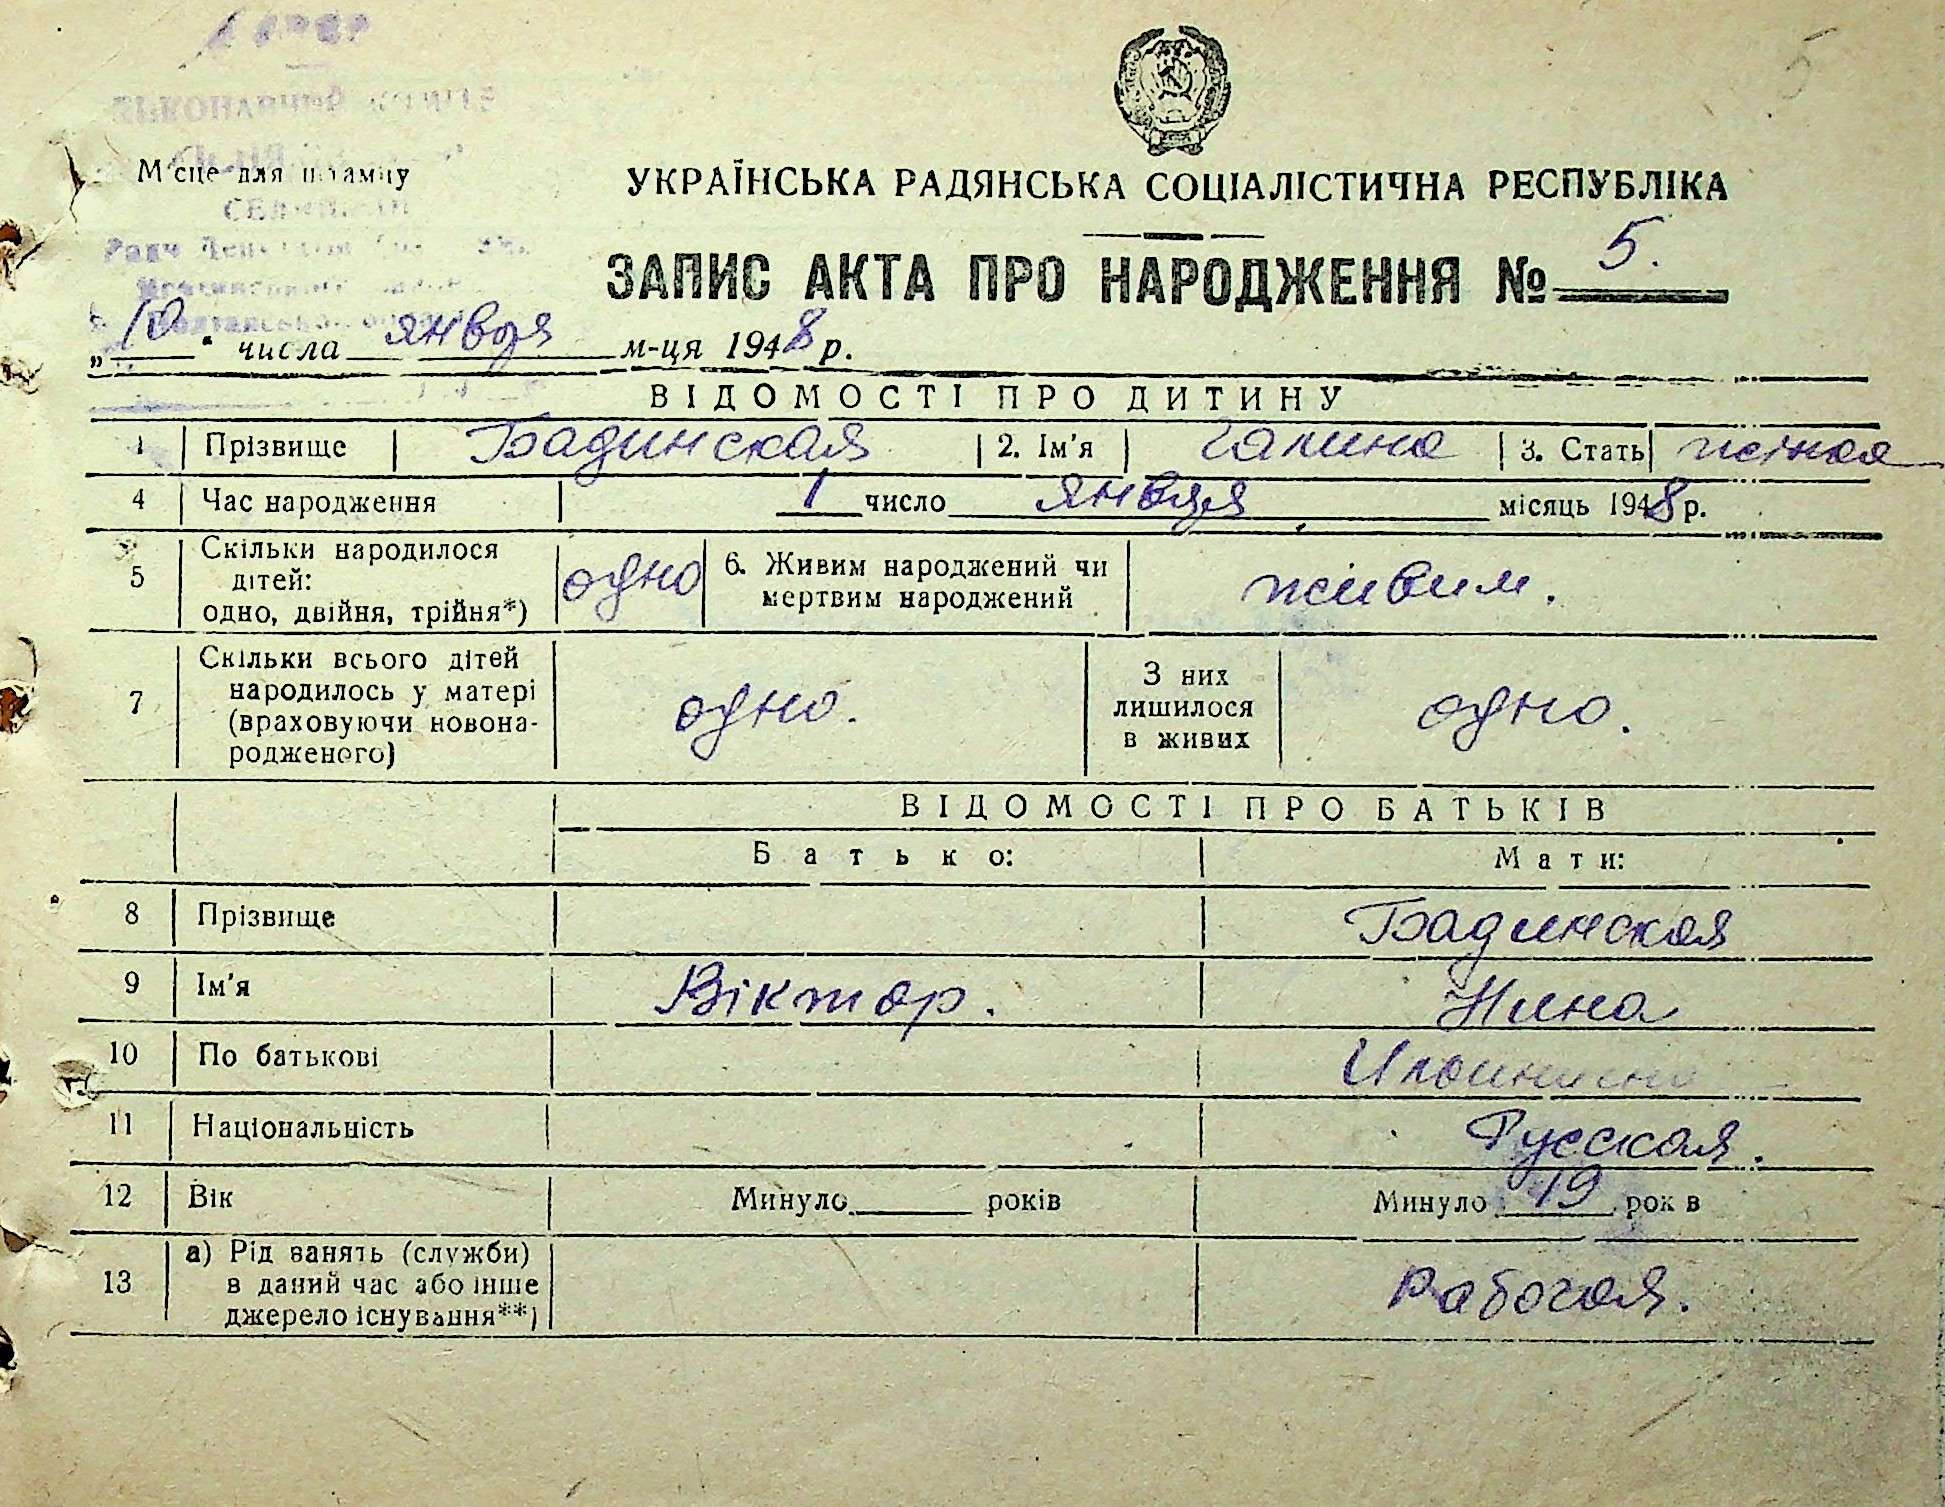 5
Місце для штампу
УКРАЇНСЬКА РАДЯНСЬКА СОЦІАЛІСТИЧНА РЕСПУБЛІКА
ЗАПИС АКТА ПРО НАРОДЖЕННЯ № 5.
„10“ числа января м-ця 1948 р.
ВІДОМОСТІ ПРО ДИТИНУ
1 Прізвище Бадинская 2. Ім'я Галина 3. Стать
4 Час народження 1 число января місяць 1948 р.
5 Скільки народилося дітей: одно, двійня, трійня*) одно 6. Живим народжений чи мертвим народжений живим.
7 Скільки всього дітей народилось у матері (враховуючи новонародженого) одно. З них лишилося в живих одно.
ВІДОМОСТІ ПРО БАТЬКІВ
Батько: Мати:
8 Прізвище Бадинская
9 Ім'я Віктор. Нина
10 По батькові
11 Національність Русская.
12 Вік Минуло років Минуло 19 років
13 а) Рід занять (служби) в даний час або інше джерело існування**) Рабочая.